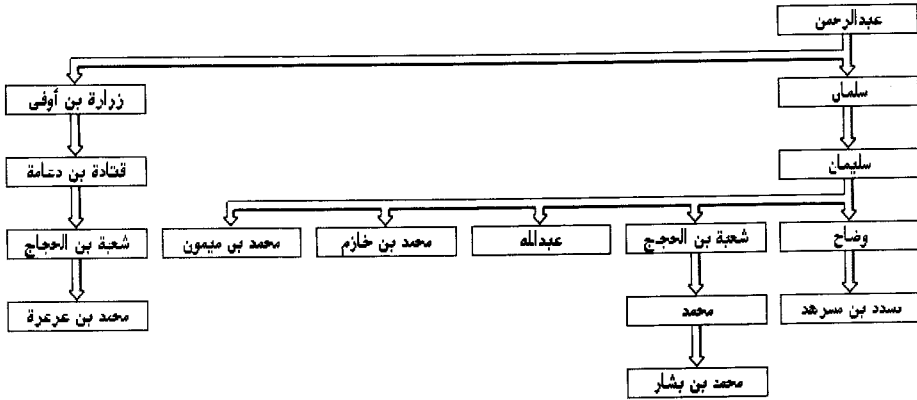 عبدالرحمن
سلمان
زرارة بن أوفى
سليمان
قتادة بن دعامة
وضاح
شعبة بن الحجج
عبدالله
محمد بن خازم
محمد بن ميمون
شعبة بن الحجاج
مسدد بن مسرهد
محمد
محمد بن عرعرة
محمد بن بشار